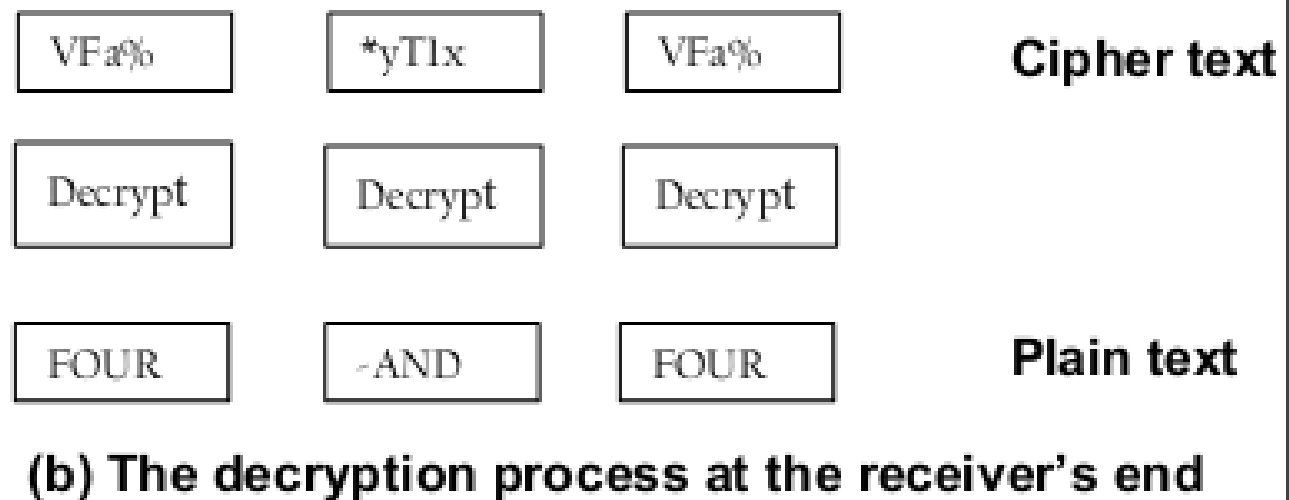 VFa% *yT1x VFa% Cipher text
Decrypt Decrypt Decrypt
FOUR -AND FOUR Plain text
(b) The decryption process at the receiver's end